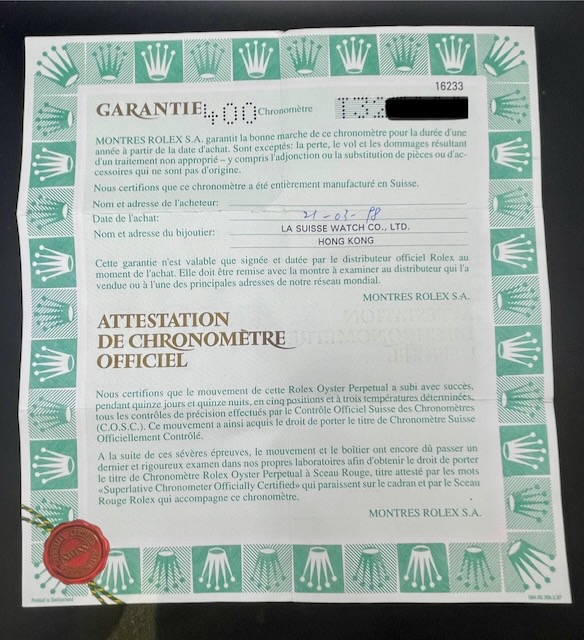 16233
GARANTIE 400 Chronomètre T32
MONTRES ROLEX S.A. garantit la bonne marche de ce chronomètre pour la durée d'une
année à partir de la date d'achat. Sont exceptés: la perte, le vol et les dommages résultant
d'un traitement non approprié – y compris l'adjonction ou la substitution de pièces ou d'ac-
cessoires qui ne sont pas d'origine.
Nous certifions que ce chronomètre a été entièrement manufacturé en Suisse.
Nom et adresse de l'acheteur:
Date de l'achat: 21-03-98
Nom et adresse du bijoutier: LA SUISSE WATCH CO., LTD.
HONG KONG
Cette garantie n'est valable que signée et datée par le distributeur officiel Rolex au
moment de l'achat. Elle doit être remise avec la montre à examiner au distributeur qui l'a
vendue ou à l'une des principales adresses de notre réseau mondial.
MONTRES ROLEX S.A.
ATTESTATION
DE CHRONOMÈTRE
OFFICIEL
Nous certifions que le mouvement de cette Rolex Oyster Perpetual a subi avec succès,
pendant quinze jours et quinze nuits, en cinq positions et à trois températures déterminées,
tous les contrôles de précision effectués par le Contrôle Officiel Suisse des Chronomètres
(C.O.S.C.). Ce mouvement a ainsi acquis le droit de porter le titre de Chronomètre Suisse
Officiellement Contrôlé.
A la suite de ces sévères épreuves, le mouvement et le boîtier ont encore dû passer un
dernier et rigoureux examen dans nos propres laboratoires afin d'obtenir le droit de porter
le titre de Chronomètre Rolex Oyster Perpetual à Sceau Rouge, titre attesté par les mots
«Superlative Chronometer Officially Certified» qui paraissent sur le cadran et par le Sceau
Rouge Rolex qui accompagne ce chronomètre.
MONTRES ROLEX S.A.
Printed in Switzerland